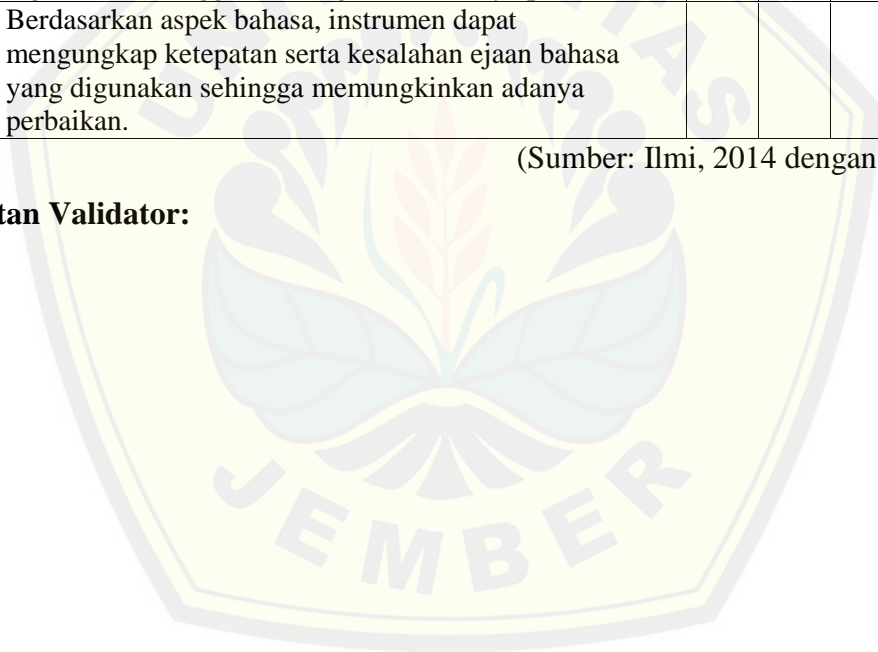 Berdasarkan aspek bahasa, instrumen dapat
mengungkap ketepatan serta kesalahan ejaan bahasa
yang digunakan sehingga memungkinkan adanya
perbaikan.
(Sumber: Ilmi, 2014 dengan
tan Validator:
JEMBER